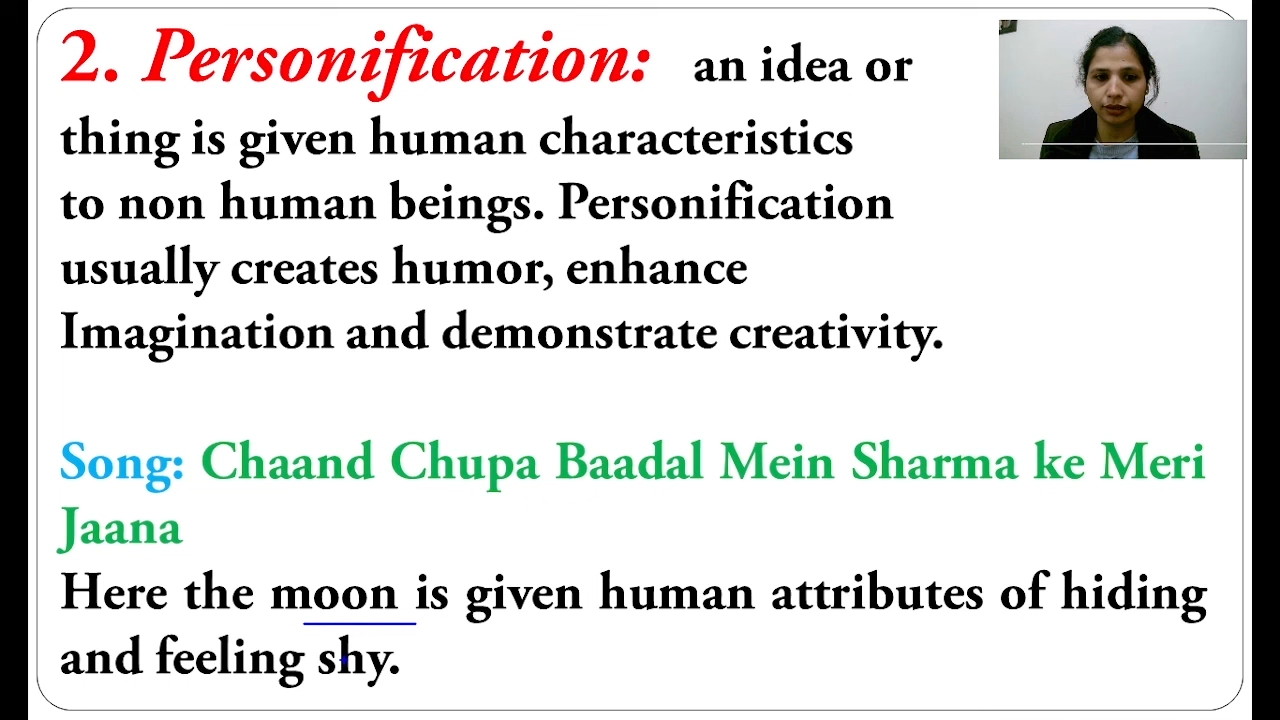 2. Personification: an idea or
thing is given human characteristics
to non human beings. Personification
usually creates humor, enhance
Imagination and demonstrate creativity.
Song: Chaand Chupa Baadal Mein Sharma ke Meri
Jaana
Here the moon is given human attributes of hiding
and feeling shy.